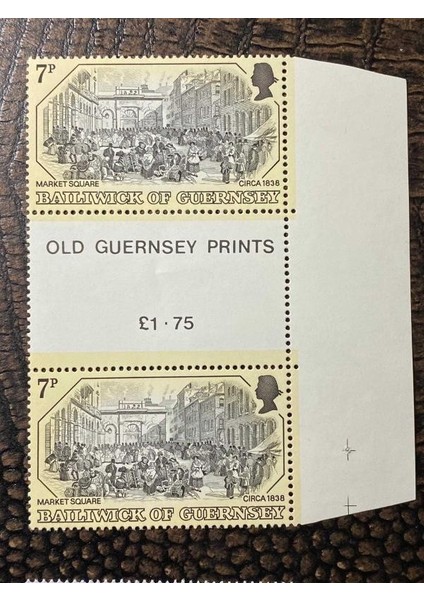 7P
MARKET SQUARE CIRCA 1838
BAILIWICK OF GUERNSEY
OLD GUERNSEY PRINTS
£1·75
7P
MARKET SQUARE CIRCA 1838
BAILIWICK OF GUERNSEY